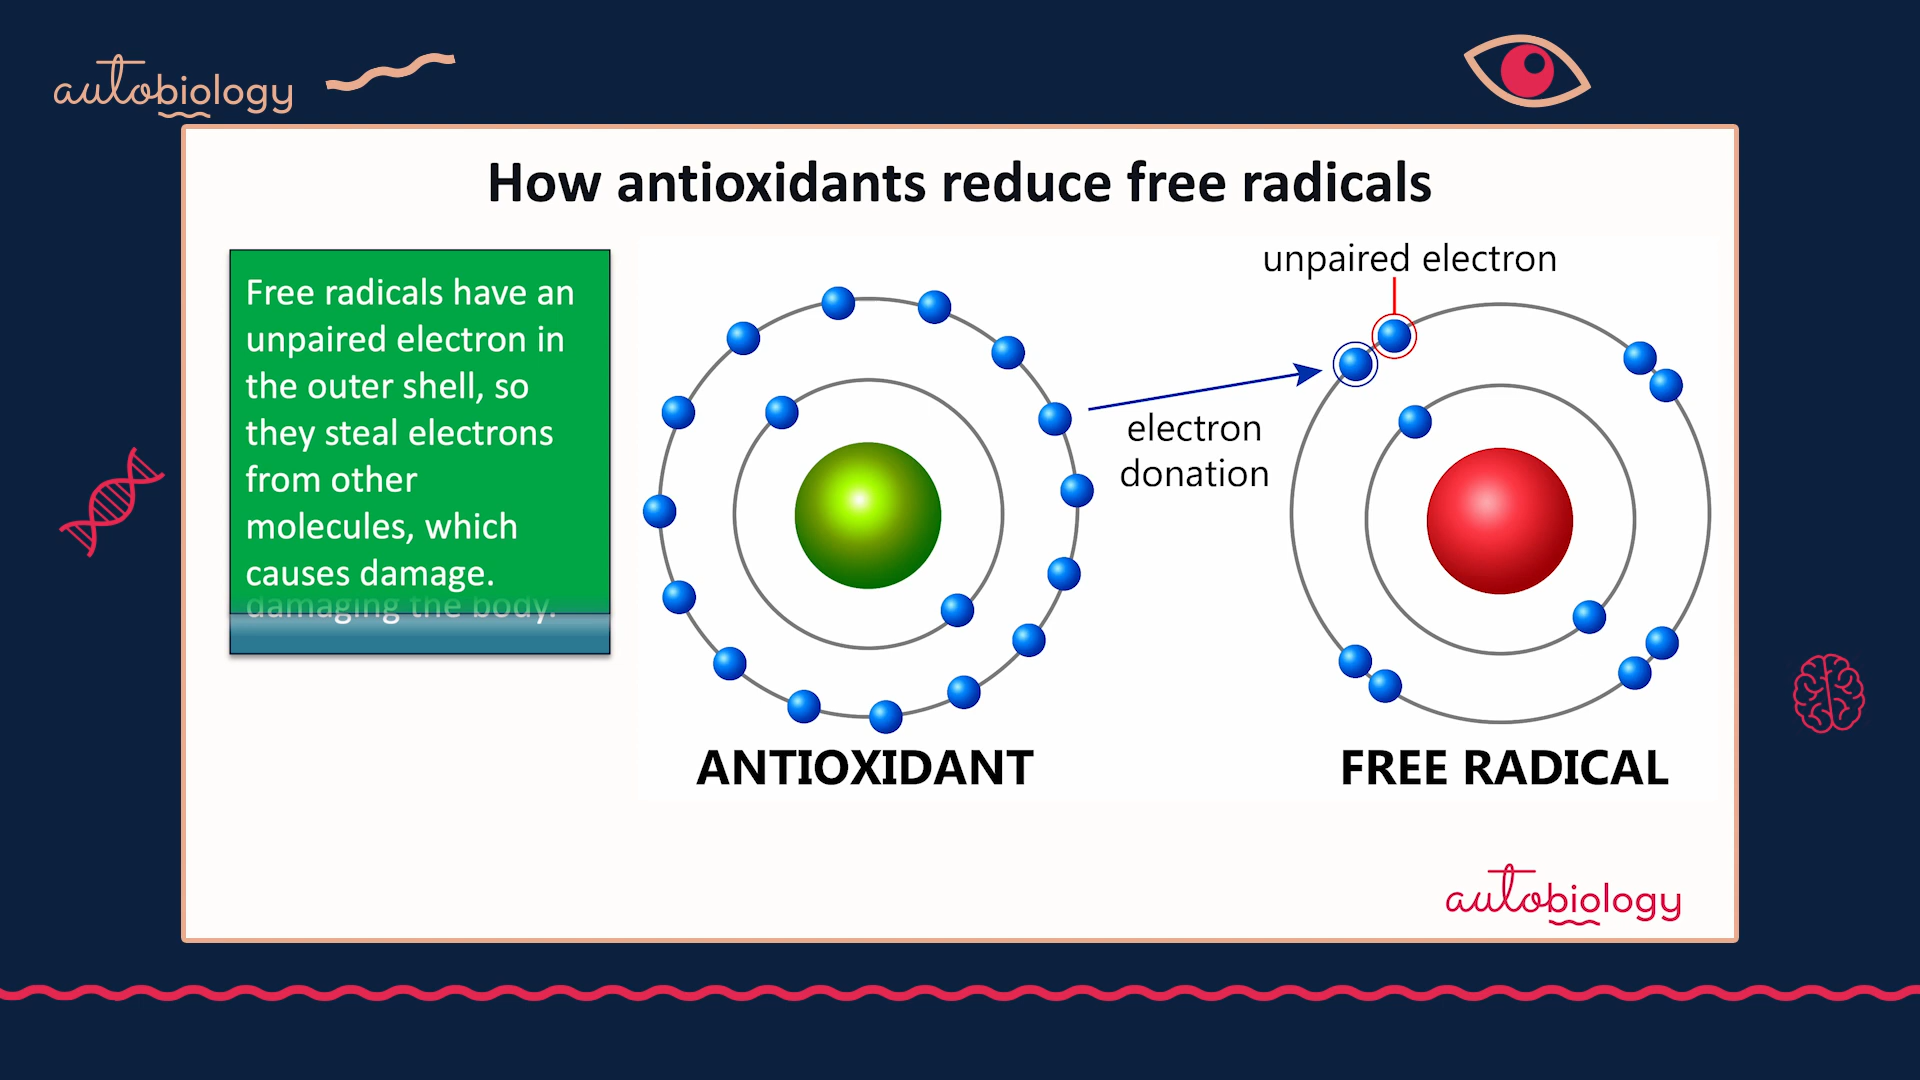 autobiology
How antioxidants reduce free radicals
Free radicals have an
unpaired electron in
the outer shell, so
they steal electrons
from other
molecules, which
causes damage.
damaging the body.
unpaired electron
electron
donation
ANTIOXIDANT
FREE RADICAL
autobiology